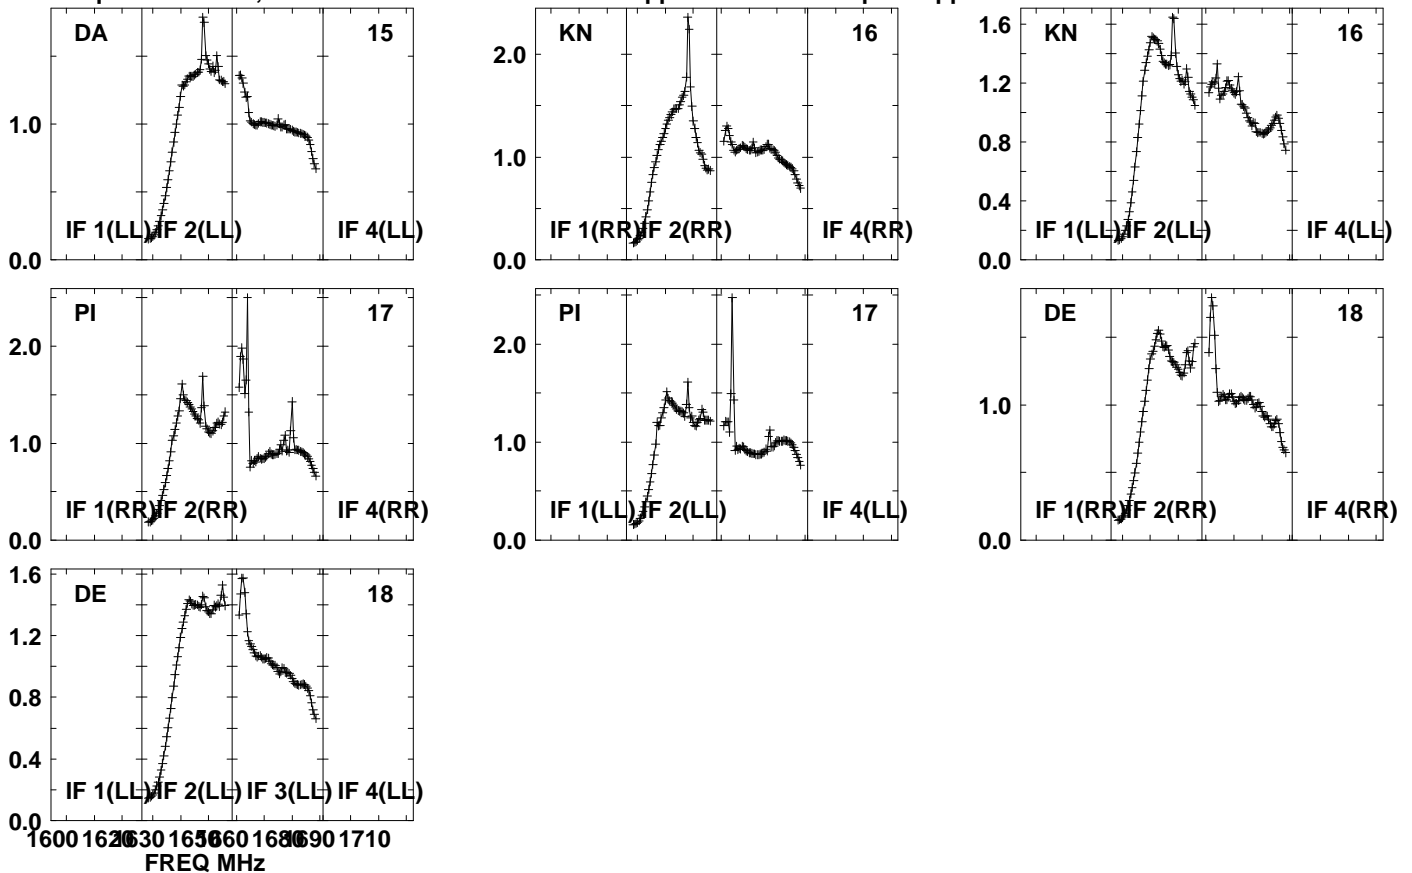 DA 15 KN 16 KN 16
1.0 2.0 1.0 1.6 1.2 0.8 0.4
IF 1(LL) IF 2(LL) IF 4(LL) IF 1(RR) IF 2(RR) IF 4(RR) IF 1(LL) IF 2(LL) IF 4(LL)
0.0 0.0 0.0
PI 17 PI 17 DE 18
2.0 1.0 2.0 1.0 1.0
IF 1(RR) IF 2(RR) IF 4(RR) IF 1(LL) IF 2(LL) IF 4(LL) IF 1(RR) IF 2(RR) IF 4(RR)
0.0 0.0 0.0
1.6 DE 18
1.2
0.8
0.4
IF 1(LL) IF 2(LL) IF 3(LL) IF 4(LL)
0.0
1600 1620 1630 1650 1660 1680 1690 1710
FREQ MHz